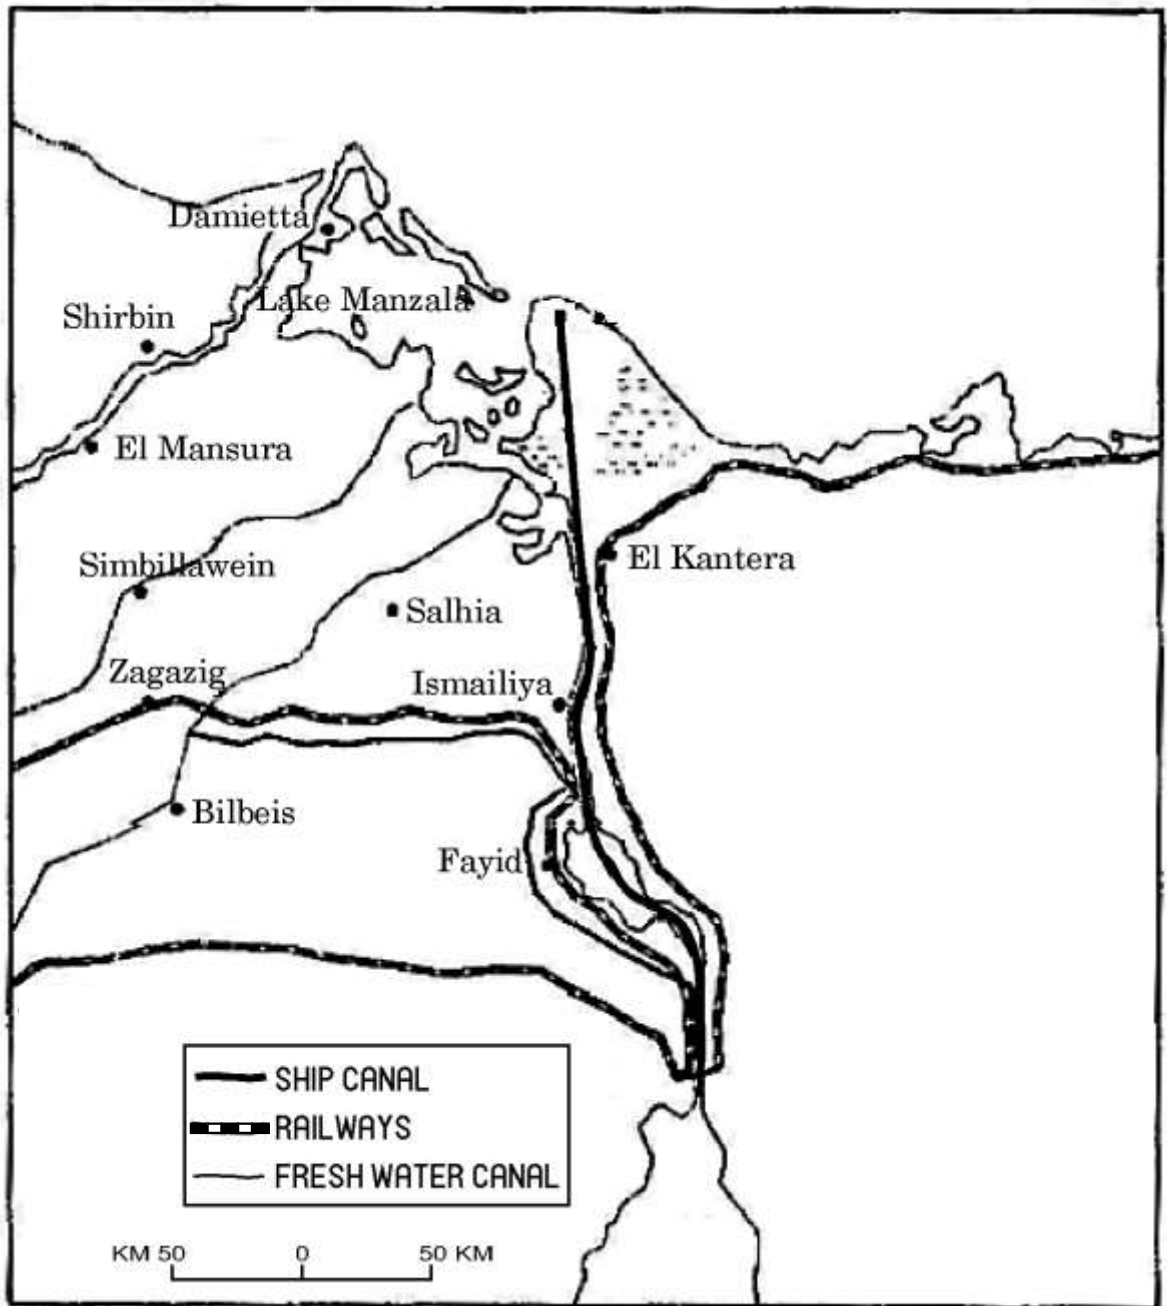 Damietta
Lake Manzala
Shirbin
El Mansura
El Kantera
Simbillawein
Salhia
Zagazig
Ismailiya
Bilbeis
Fayid
SHIP CANAL
RAILWAYS
FRESH WATER CANAL
KM 50 0 50 KM